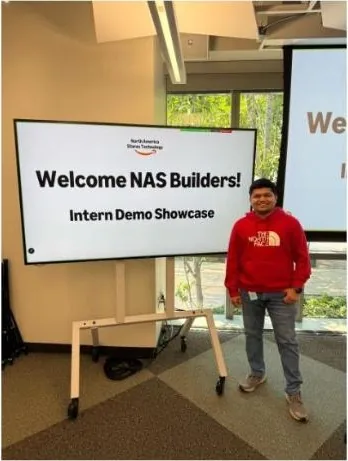 North America
Stores Technology
Welcome NAS Builders!
Intern Demo Showcase
We
THE
NORTH
FACE